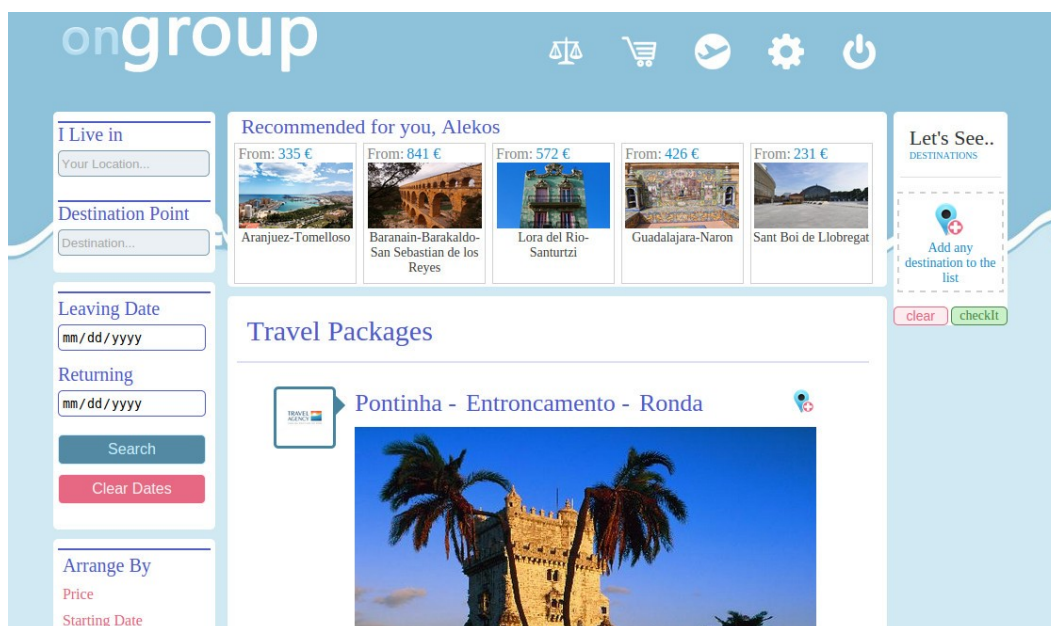 ongroup
I Live in
Your Location...
Destination Point
Destination...
Leaving Date
mm/dd/yyyy
Returning
mm/dd/yyyy
Search
Clear Dates
Arrange By
Price
Starting Date
Recommended for you, Alekos
From: 335 €
Aranjuez-Tomelloso
From: 841 €
Baranain-Barakaldo-
San Sebastian de los
Reyes
From: 572 €
Lora del Rio-
Santurtzi
From: 426 €
Guadalajara-Naron
From: 231 €
Sant Boi de Llobregat
Travel Packages
TRAVEL
AGENCY
Pontinha - Entroncamento - Ronda
Let's See..
DESTINATIONS
Add any
destination to the
list
clear
checkIt